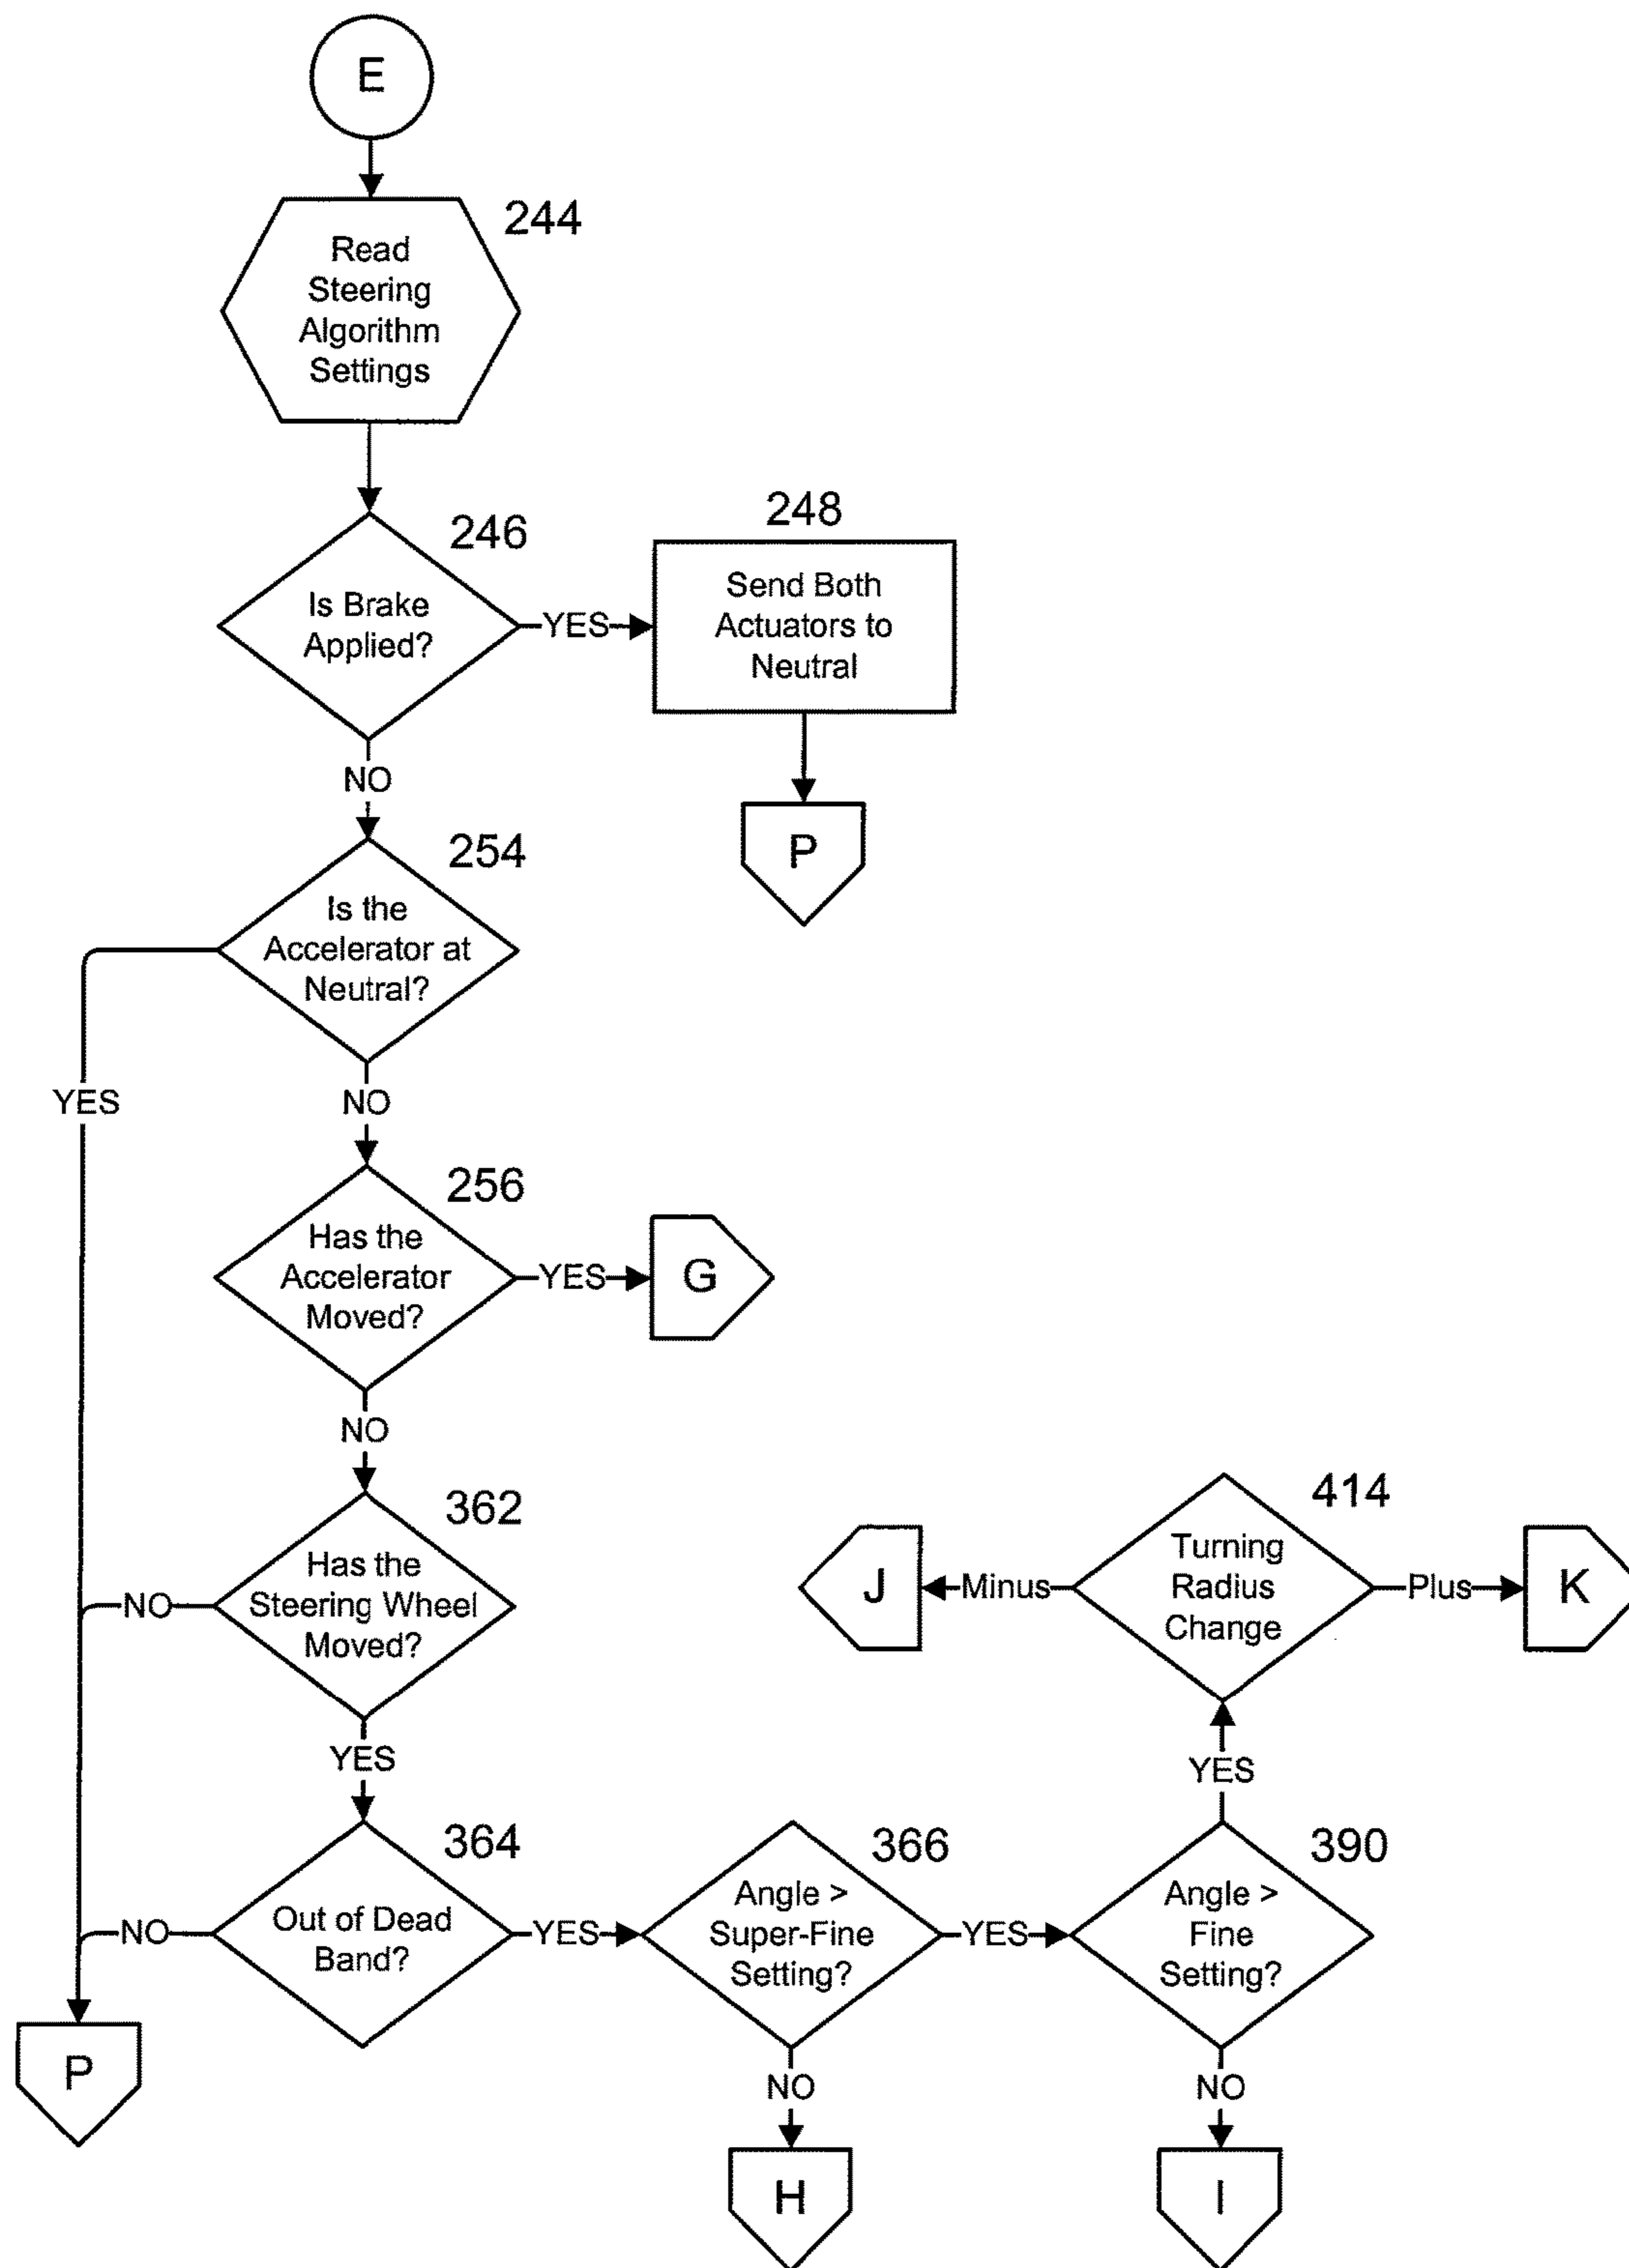 E
244
Read
Steering
Algorithm
Settings
246
Is Brake
Applied?
YES
248
Send Both
Actuators to
Neutral
P
NO
254
Is the
Accelerator at
Neutral?
YES
NO
256
Has the
Accelerator
Moved?
YES
G
NO
362
Has the
Steering Wheel
Moved?
NO
YES
414
Turning
Radius
Change
Minus
J
Plus
K
YES
364
Out of Dead
Band?
NO
YES
366
Angle >
Super-Fine
Setting?
YES
390
Angle >
Fine
Setting?
P
NO
H
NO
I